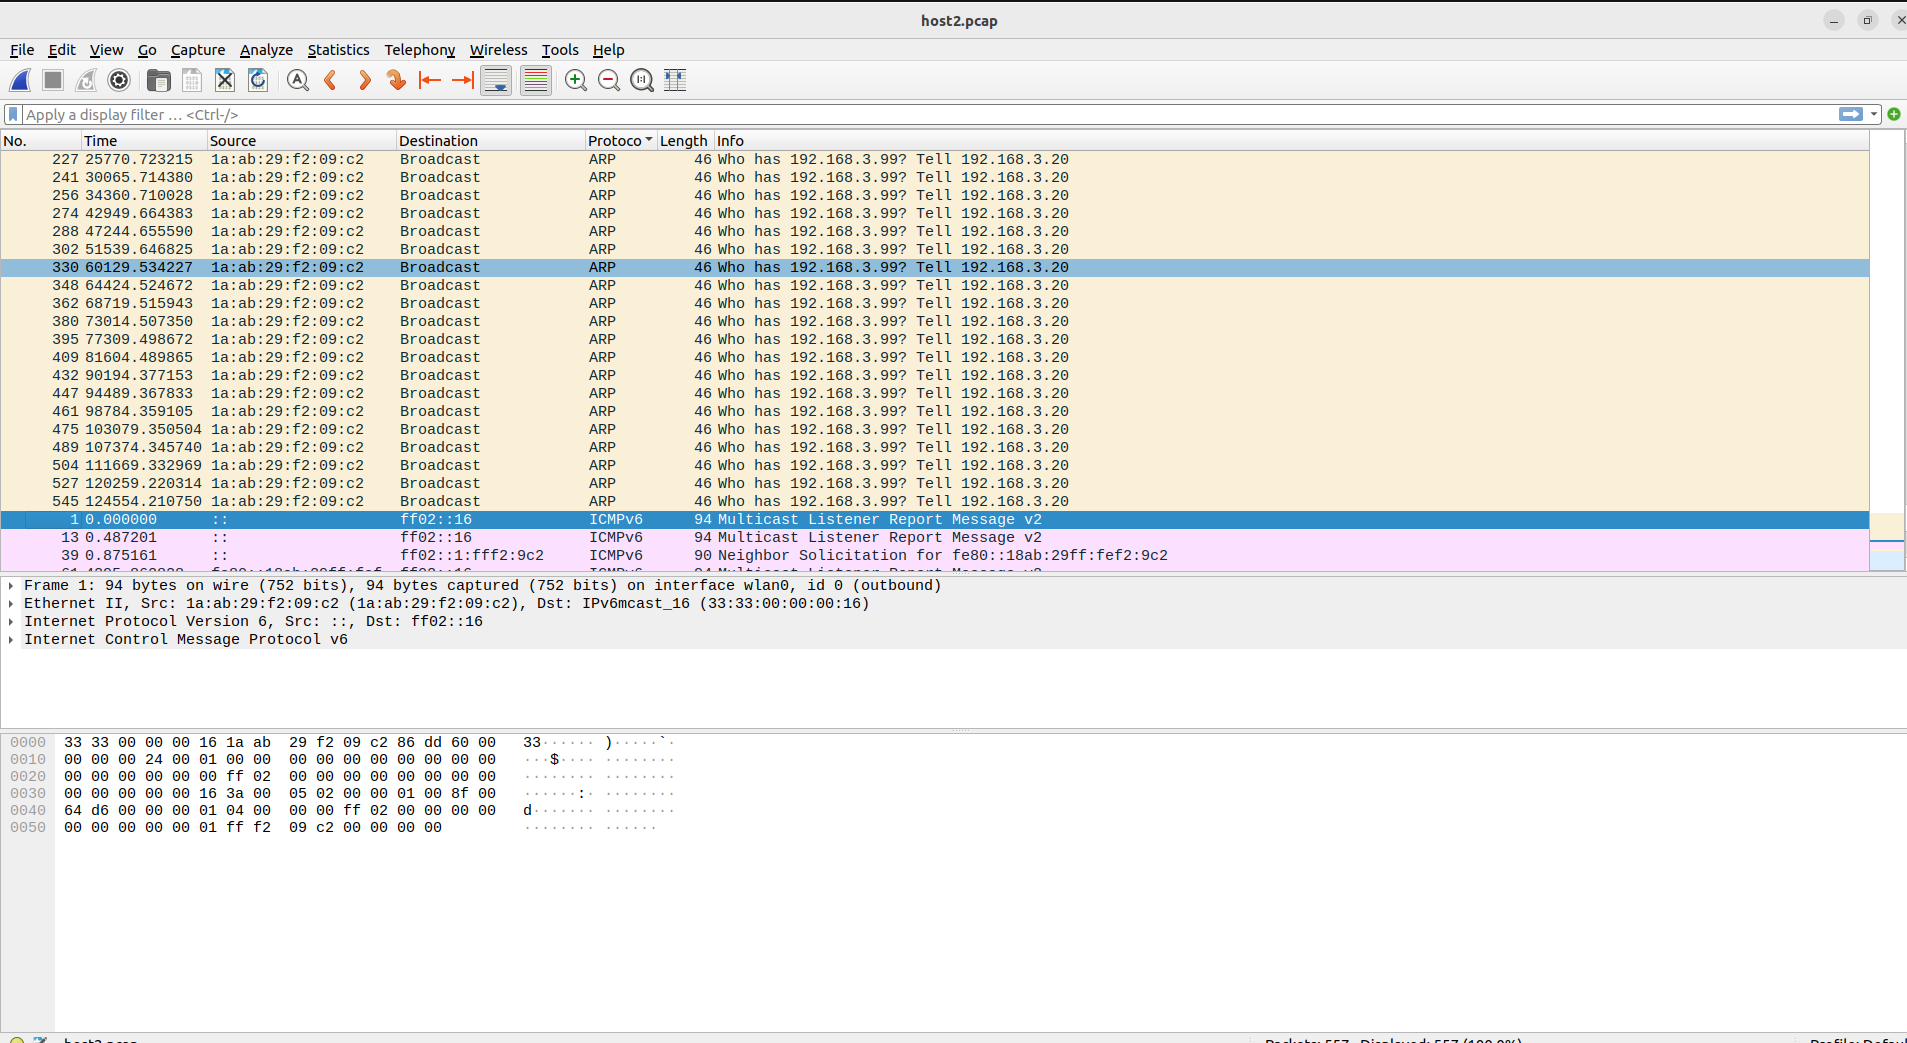 host2.pcap
File Edit View Go Capture Analyze Statistics Telephony Wireless Tools Help
Apply a display filter … <Ctrl-/>
No. Time Source Destination Protoco Length Info
227 25770.723215 1a:ab:29:f2:09:c2 Broadcast ARP 46 Who has 192.168.3.99? Tell 192.168.3.20
241 30065.714380 1a:ab:29:f2:09:c2 Broadcast ARP 46 Who has 192.168.3.99? Tell 192.168.3.20
256 34360.710028 1a:ab:29:f2:09:c2 Broadcast ARP 46 Who has 192.168.3.99? Tell 192.168.3.20
274 42949.664383 1a:ab:29:f2:09:c2 Broadcast ARP 46 Who has 192.168.3.99? Tell 192.168.3.20
288 47244.655590 1a:ab:29:f2:09:c2 Broadcast ARP 46 Who has 192.168.3.99? Tell 192.168.3.20
302 51539.646825 1a:ab:29:f2:09:c2 Broadcast ARP 46 Who has 192.168.3.99? Tell 192.168.3.20
330 60129.534227 1a:ab:29:f2:09:c2 Broadcast ARP 46 Who has 192.168.3.99? Tell 192.168.3.20
348 64424.524672 1a:ab:29:f2:09:c2 Broadcast ARP 46 Who has 192.168.3.99? Tell 192.168.3.20
362 68719.515943 1a:ab:29:f2:09:c2 Broadcast ARP 46 Who has 192.168.3.99? Tell 192.168.3.20
380 73014.507350 1a:ab:29:f2:09:c2 Broadcast ARP 46 Who has 192.168.3.99? Tell 192.168.3.20
395 77309.498672 1a:ab:29:f2:09:c2 Broadcast ARP 46 Who has 192.168.3.99? Tell 192.168.3.20
409 81604.489865 1a:ab:29:f2:09:c2 Broadcast ARP 46 Who has 192.168.3.99? Tell 192.168.3.20
432 90194.377153 1a:ab:29:f2:09:c2 Broadcast ARP 46 Who has 192.168.3.99? Tell 192.168.3.20
447 94489.367833 1a:ab:29:f2:09:c2 Broadcast ARP 46 Who has 192.168.3.99? Tell 192.168.3.20
461 98784.359105 1a:ab:29:f2:09:c2 Broadcast ARP 46 Who has 192.168.3.99? Tell 192.168.3.20
475 103079.350504 1a:ab:29:f2:09:c2 Broadcast ARP 46 Who has 192.168.3.99? Tell 192.168.3.20
489 107374.345740 1a:ab:29:f2:09:c2 Broadcast ARP 46 Who has 192.168.3.99? Tell 192.168.3.20
504 111669.332969 1a:ab:29:f2:09:c2 Broadcast ARP 46 Who has 192.168.3.99? Tell 192.168.3.20
527 120259.220314 1a:ab:29:f2:09:c2 Broadcast ARP 46 Who has 192.168.3.99? Tell 192.168.3.20
545 124554.210750 1a:ab:29:f2:09:c2 Broadcast ARP 46 Who has 192.168.3.99? Tell 192.168.3.20
1 0.000000 :: ff02::16 ICMPv6 94 Multicast Listener Report Message v2
13 0.487201 :: ff02::16 ICMPv6 94 Multicast Listener Report Message v2
39 0.875161 :: ff02::1:fff2:9c2 ICMPv6 90 Neighbor Solicitation for fe80::18ab:29ff:fef2:9c2
Frame 1: 94 bytes on wire (752 bits), 94 bytes captured (752 bits) on interface wlan0, id 0 (outbound)
Ethernet II, Src: 1a:ab:29:f2:09:c2 (1a:ab:29:f2:09:c2), Dst: IPv6mcast_16 (33:33:00:00:00:16)
Internet Protocol Version 6, Src: ::, Dst: ff02::16
Internet Control Message Protocol v6
0000 33 33 00 00 00 16 1a ab 29 f2 09 c2 86 dd 60 00 33······ )·····`·
0010 00 00 00 24 00 01 00 00 00 00 00 00 00 00 00 00 ···$···· ········
0020 00 00 00 00 00 00 ff 02 00 00 00 00 00 00 00 00 ········ ········
0030 00 00 00 00 00 16 3a 00 05 02 00 00 01 00 8f 00 ······:· ········
0040 64 d6 00 00 00 01 04 00 00 00 ff 02 00 00 00 00 d······· ········
0050 00 00 00 00 00 01 ff f2 09 c2 00 00 00 00 ········ ······